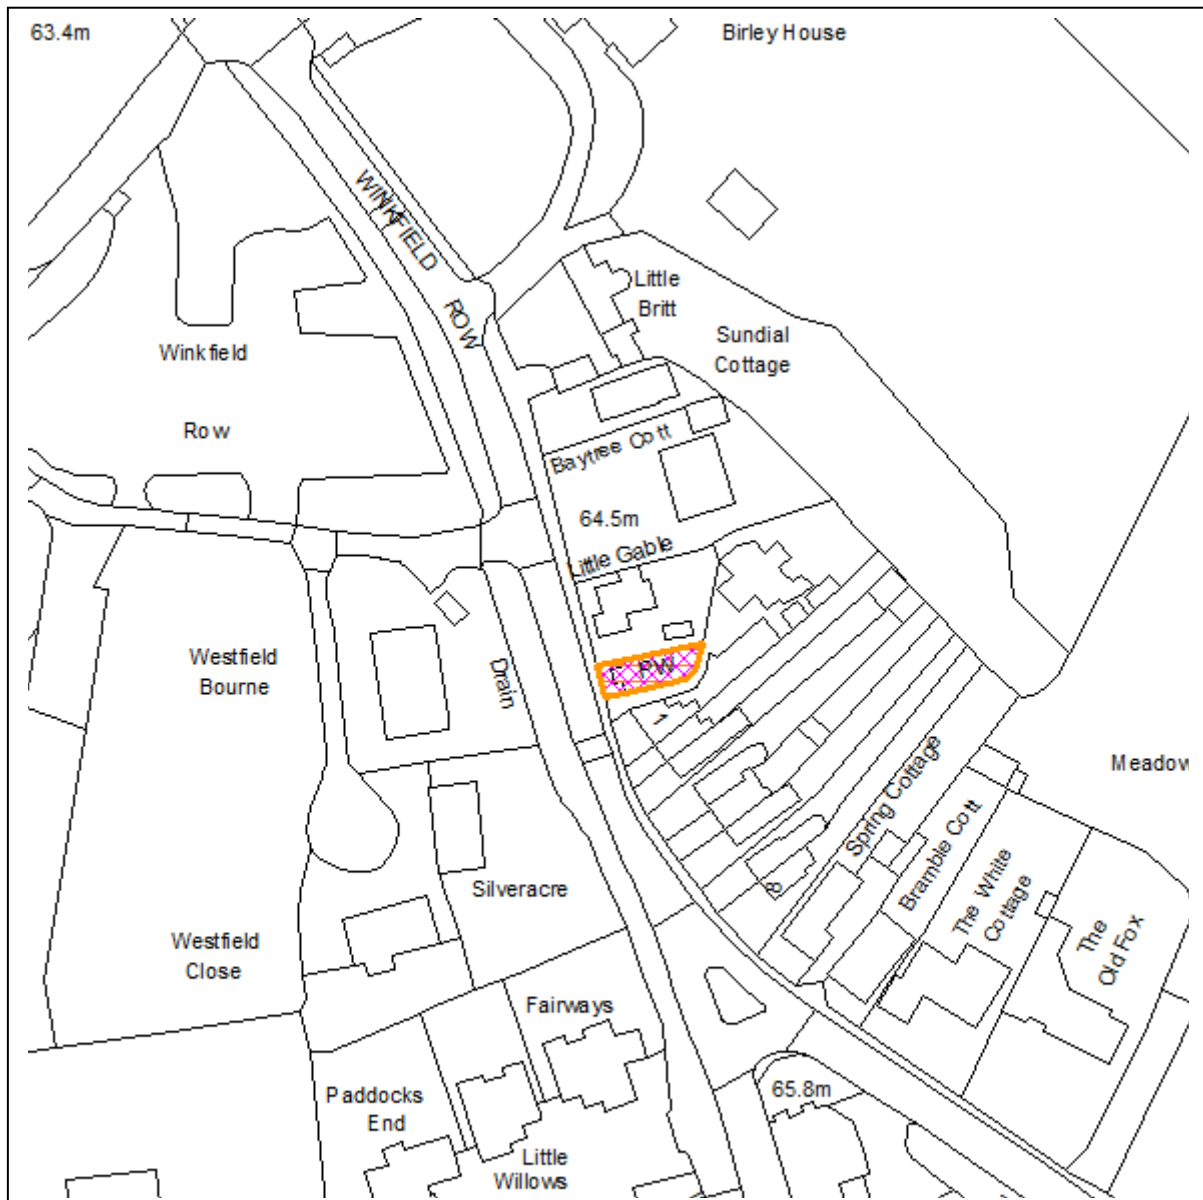 63.4m
Birley House
WINKFIELD ROW
Little
Britt
Sundial
Cottage
Winkfield
Row
Baytree Cott
64.5m
Little Gable
PW
Westfield
Bourne
Drain
1
Spring Cottage
Meadow
Bramble Cott
The White
Cottage
8
Silveracre
The
Old Fox
Westfield
Close
Fairways
65.8m
Paddocks
End
Little
Willows